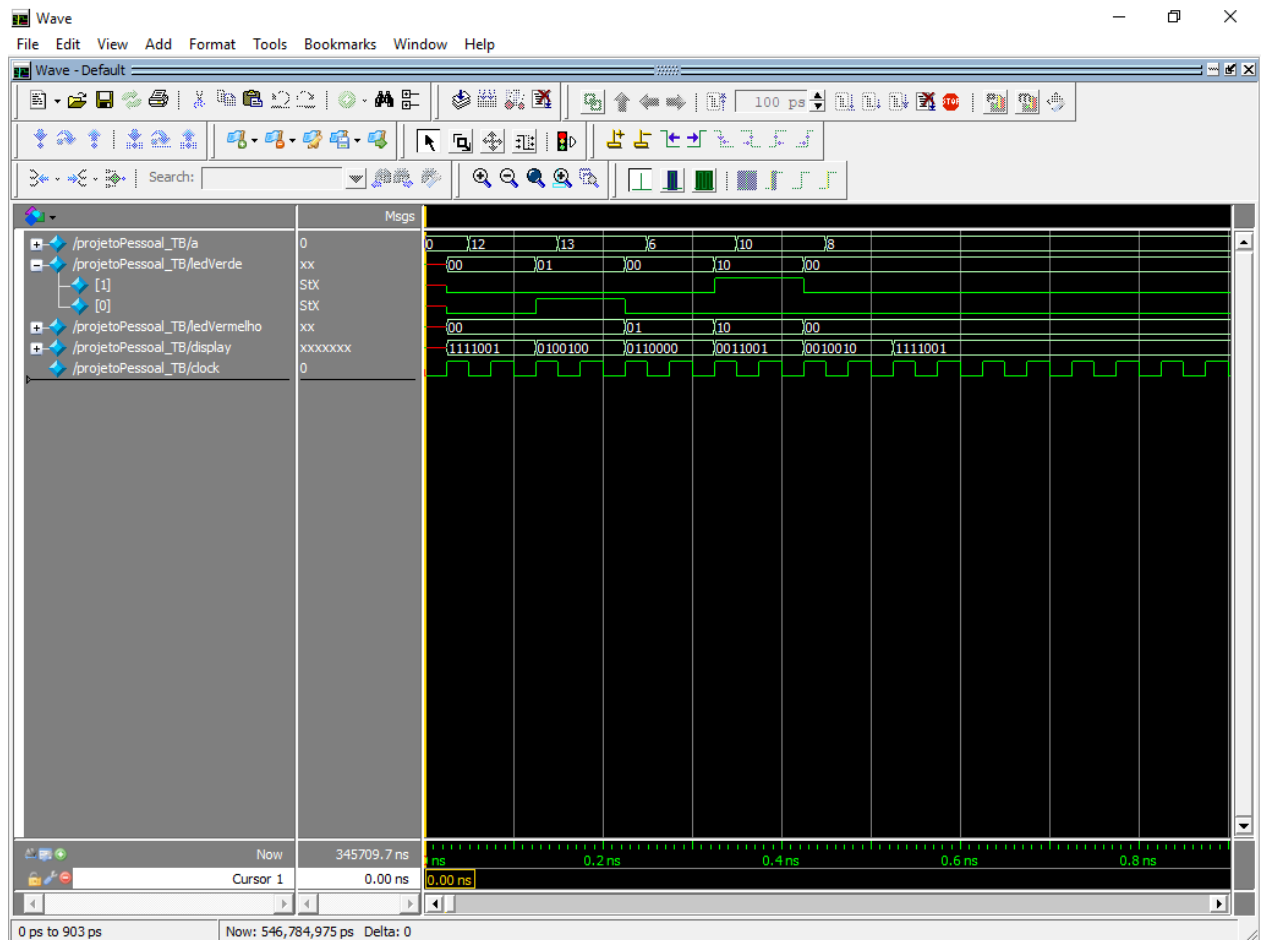 Wave
File Edit View Add Format Tools Bookmarks Window Help
Wave - Default
100 ps
STOP
Search:
Msgs
/projetoPessoal_TB/a 0 0 12 13 6 10 8
/projetoPessoal_TB/ledVerde xx 00 01 00 10 00
[1] StX
[0] StX
/projetoPessoal_TB/ledVermelho xx 00 01 10 00
/projetoPessoal_TB/display xxxxxxx 1111001 0100100 0110000 0011001 0010010 1111001
/projetoPessoal_TB/clock 0
Now 345709.7 ns ns 0.2 ns 0.4 ns 0.6 ns 0.8 ns
Cursor 1 0.00 ns 0.00 ns
0 ps to 903 ps Now: 546,784,975 ps Delta: 0